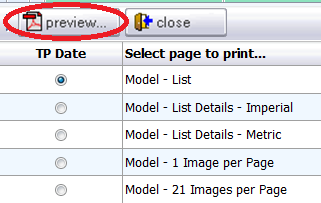 preview... close
TP Date Select page to print...
Model - List
Model - List Details - Imperial
Model - List Details - Metric
Model - 1 Image per Page
Model - 21 Images per Page